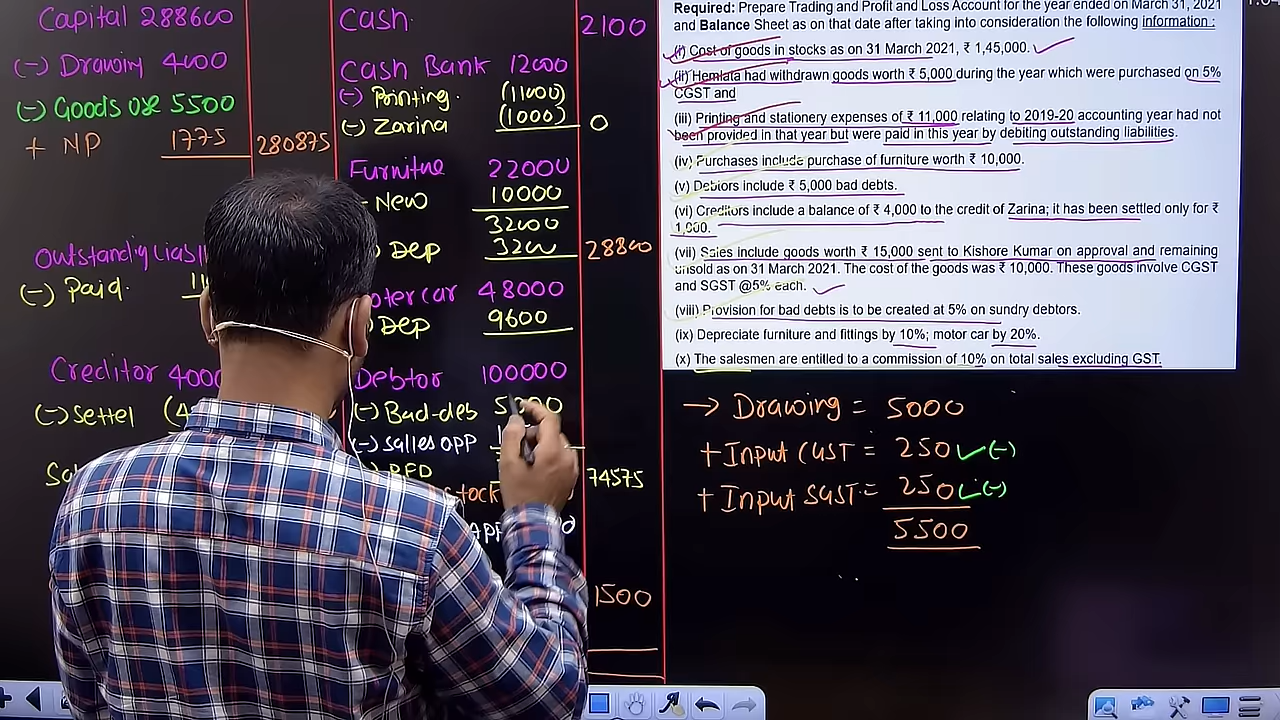 Capital 288600
(-) Drawing 4000
(-) Goods 5500
+ NP 1775 280875
Outstandig Lias
(-) Paid.
Creditor 4000
(-) Settel
Cash 2100
Cash Bank 12000
(-) Printing. (11000)
(-) Zarina (1000) 0
Furnitue 22000
New 10000
32000
Dep 3200 28800
oter car 48000
Dep 9600
Debtor 100000
(-) Bad-deb 5000
(-) Salles app
74575
stock
1500
Required: Prepare Trading and Profit and Loss Account for the year ended on March 31, 2021
and Balance Sheet as on that date after taking into consideration the following information :
(i) Cost of goods in stocks as on 31 March 2021, ₹ 1,45,000.
(ii) Hemlata had withdrawn goods worth ₹ 5,000 during the year which were purchased on 5%
CGST and
(iii) Printing and stationery expenses of ₹ 11,000 relating to 2019-20 accounting year had not
been provided in that year but were paid in this year by debiting outstanding liabilities.
(iv) Purchases include purchase of furniture worth ₹ 10,000.
(v) Debtors include ₹ 5,000 bad debts.
(vi) Creditors include a balance of ₹ 4,000 to the credit of Zarina; it has been settled only for ₹
1,000.
(vii) Sales include goods worth ₹ 15,000 sent to Kishore Kumar on approval and remaining
unsold as on 31 March 2021. The cost of the goods was ₹ 10,000. These goods involve CGST
and SGST @5% each.
(viii) Provision for bad debts is to be created at 5% on sundry debtors.
(ix) Depreciate furniture and fittings by 10%; motor car by 20%.
(x) The salesmen are entitled to a commission of 10% on total sales excluding GST.
→ Drawing = 5000
+ Input CGST = 250 ✓(-)
+ Input SGST = 250 ✓(-)
5500